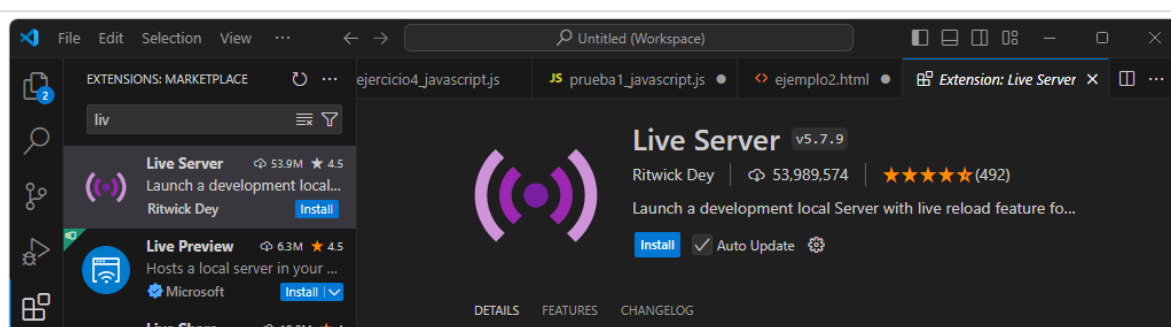 File Edit Selection View ··· Untitled (Workspace)
EXTENSIONS: MARKETPLACE ···
ejercicio4_javascript.js JS prueba1_javascript.js ejemplo2.html Extension: Live Server ···
2
liv
Live Server 53.9M ★ 4.5
Launch a development local...
Ritwick Dey Install
Live Preview 6.3M ★ 4.5
Hosts a local server in your ...
Microsoft Install
Live Server v5.7.9
Ritwick Dey 53,989,574 ★★★★★(492)
Launch a development local Server with live reload feature fo...
Install Auto Update
DETAILS FEATURES CHANGELOG